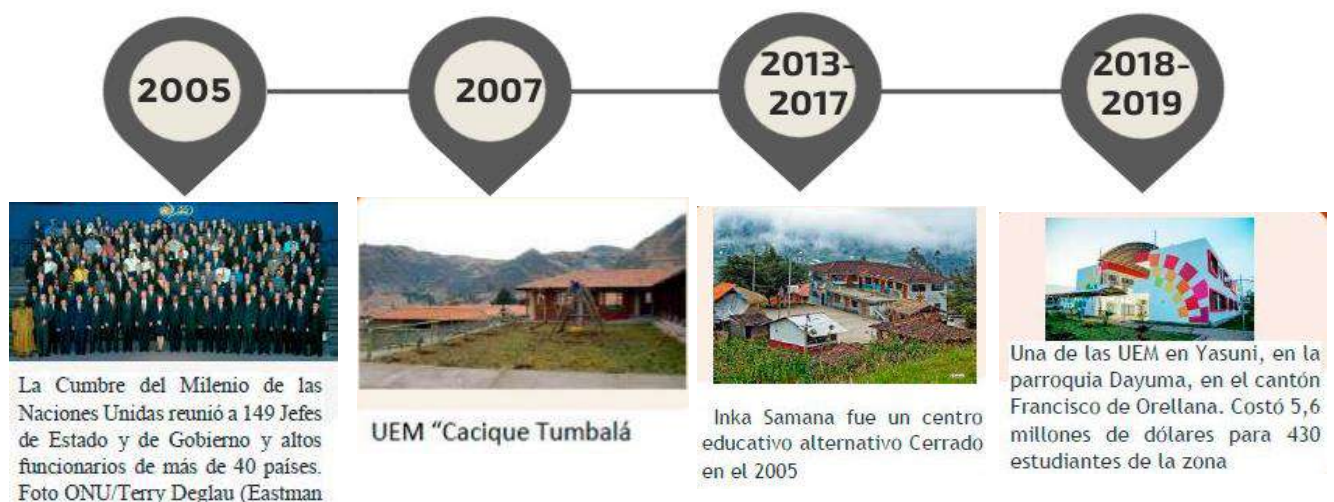 2005
2007
2013-
2017
2018-
2019
La Cumbre del Milenio de las
Naciones Unidas reunió a 149 Jefes
de Estado y de Gobierno y altos
funcionarios de más de 40 países.
Foto ONU/Terry Deglau (Eastman
UEM “Cacique Tumbalá
Inka Samana fue un centro
educativo alternativo Cerrado
en el 2005
Una de las UEM en Yasuni, en la
parroquia Dayuma, en el cantón
Francisco de Orellana. Costó 5,6
millones de dólares para 430
estudiantes de la zona